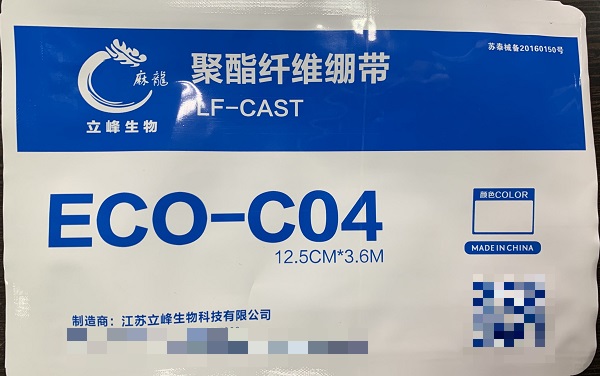 苏泰械备20160150号
麻龍
立峰生物
聚酯纤维绷带
LF-CAST
ECO-C04
12.5CM*3.6M
颜色COLOR
MADE IN CHINA
制造商：江苏立峰生物科技有限公司